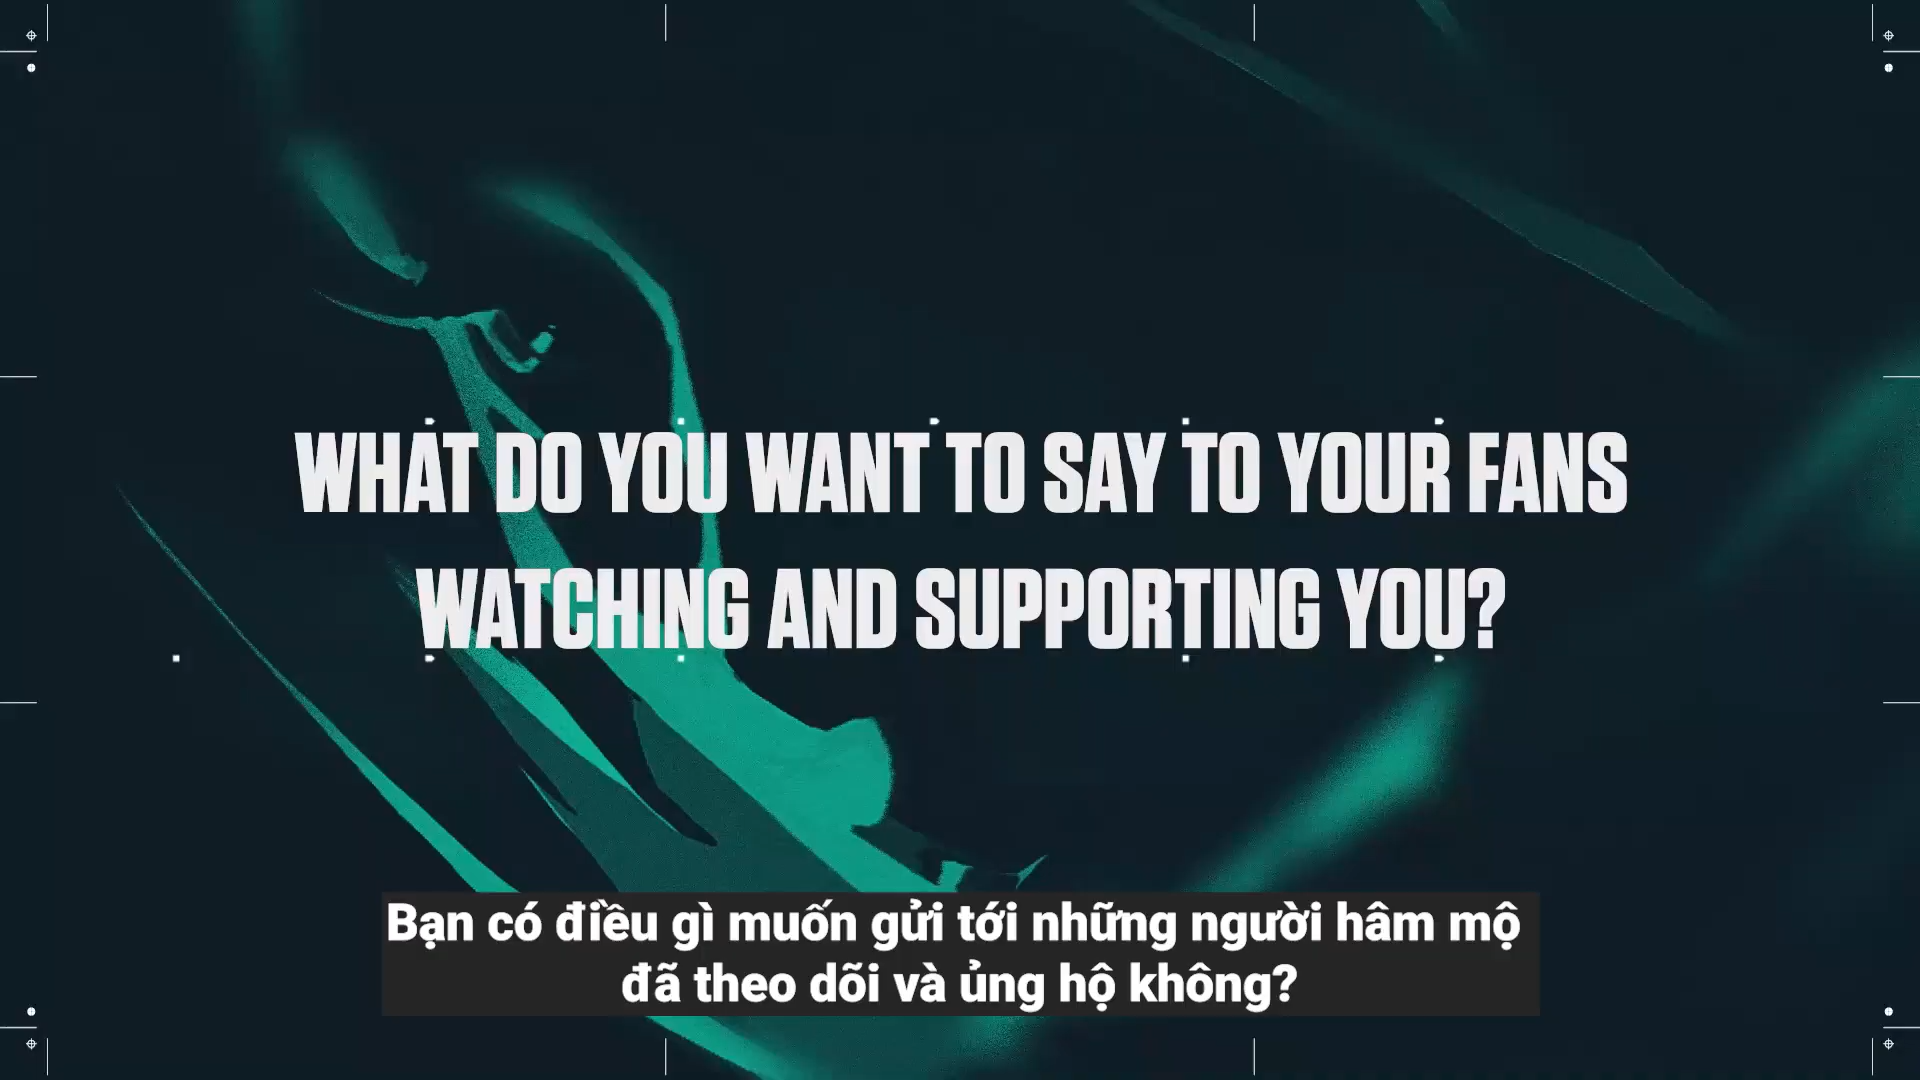 WHAT DO YOU WANT TO SAY TO YOUR FANS
WATCHING AND SUPPORTING YOU?
Bạn có điều gì muốn gửi tới những người hâm mộ
đã theo dõi và ủng hộ không?